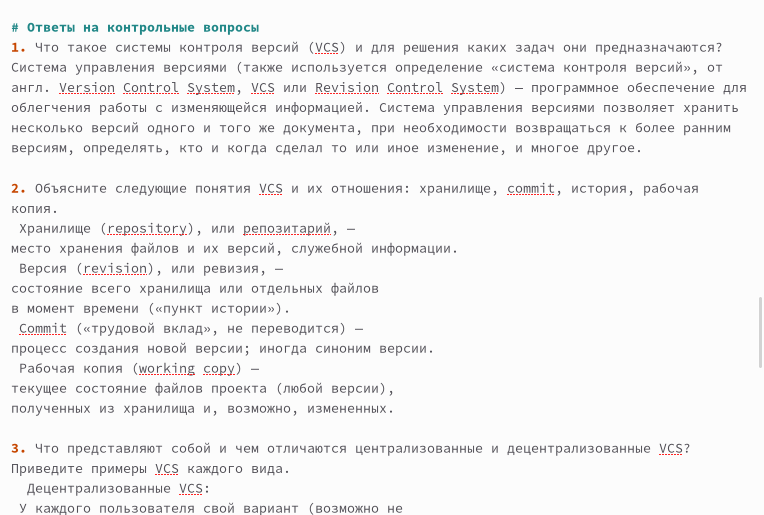 # Ответы на контрольные вопросы
1. Что такое системы контроля версий (VCS) и для решения каких задач они предназначаются?
Система управления версиями (также используется определение «система контроля версий», от
англ. Version Control System, VCS или Revision Control System) — программное обеспечение для
облегчения работы с изменяющейся информацией. Система управления версиями позволяет хранить
несколько версий одного и того же документа, при необходимости возвращаться к более ранним
версиям, определять, кто и когда сделал то или иное изменение, и многое другое.
2. Объясните следующие понятия VCS и их отношения: хранилище, commit, история, рабочая
копия.
Хранилище (repository), или репозитарий, —
место хранения файлов и их версий, служебной информации.
Версия (revision), или ревизия, —
состояние всего хранилища или отдельных файлов
в момент времени («пункт истории»).
Commit («трудовой вклад», не переводится) —
процесс создания новой версии; иногда синоним версии.
Рабочая копия (working copy) —
текущее состояние файлов проекта (любой версии),
полученных из хранилища и, возможно, измененных.
3. Что представляют собой и чем отличаются централизованные и децентрализованные VCS?
Приведите примеры VCS каждого вида.
Децентрализованные VCS:
У каждого пользователя свой вариант (возможно не